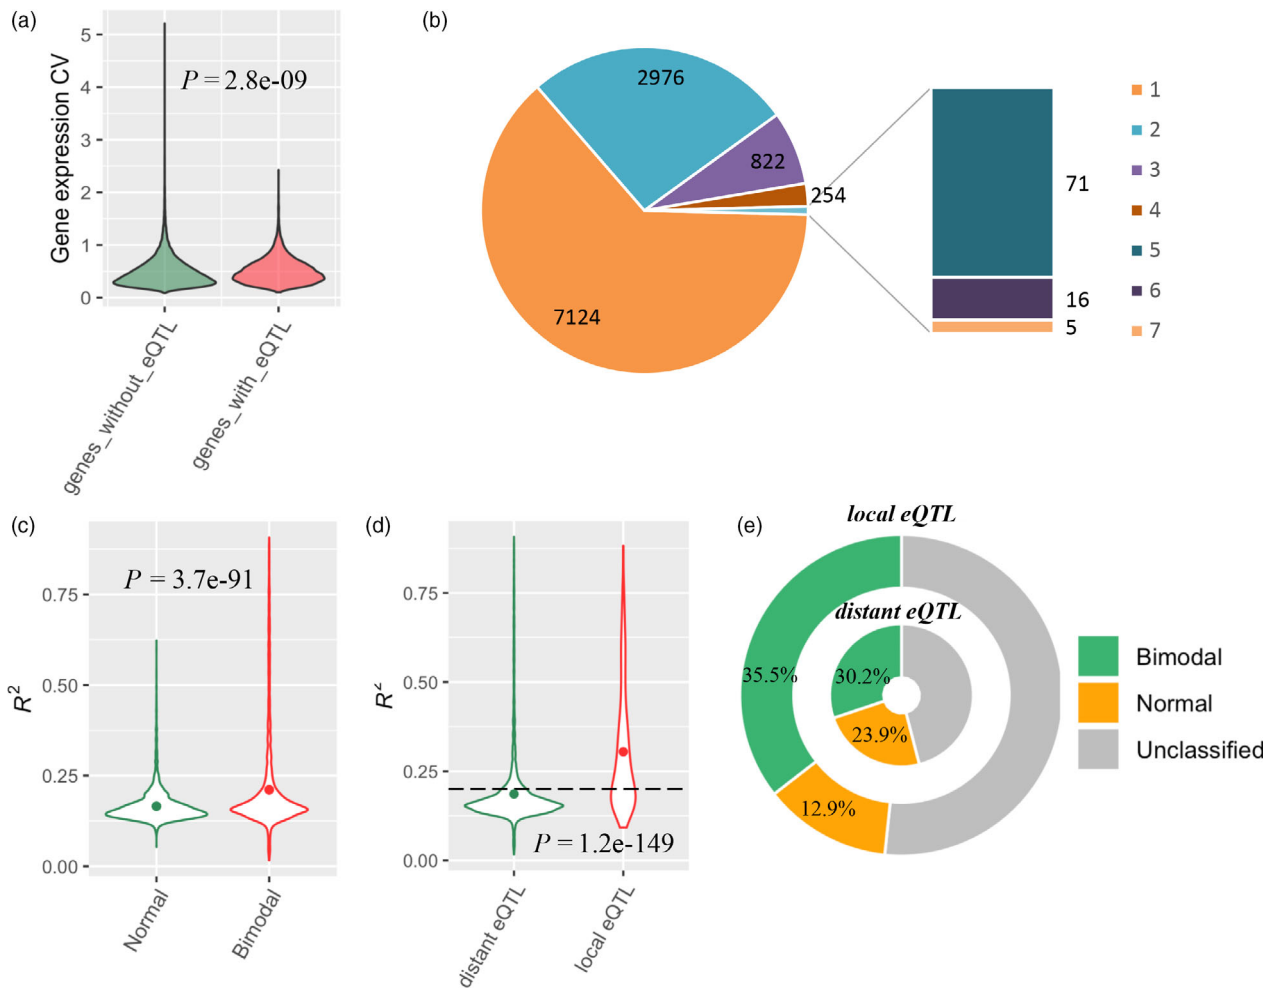 (a)
Gene expression CV
5
4
3
2
1
0
P = 2.8e-09
genes_without_eQTL
genes_with_eQTL
(b)
2976
822
254
7124
71
16
5
1
2
3
4
5
6
7
(c)
R²
0.75
0.50
0.25
0.00
P = 3.7e-91
Normal
Bimodal
(d)
R²
0.75
0.50
0.25
0.00
P = 1.2e-149
distant eQTL
local eQTL
(e)
local eQTL
distant eQTL
35.5%
30.2%
23.9%
12.9%
Bimodal
Normal
Unclassified